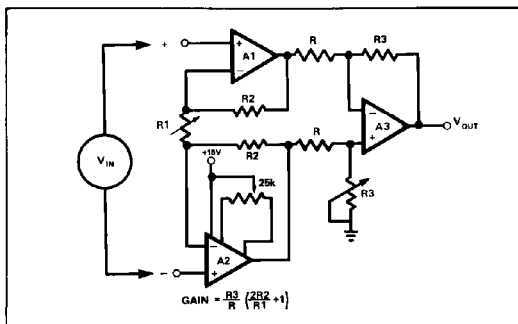 +
A1
+
−
R
R3
R1
R2
VIN
R2
R
A3
−
+
VOUT
+15V
25k
R3
A2
−
+
−
GAIN = R3/R (2R2/R1 +1)